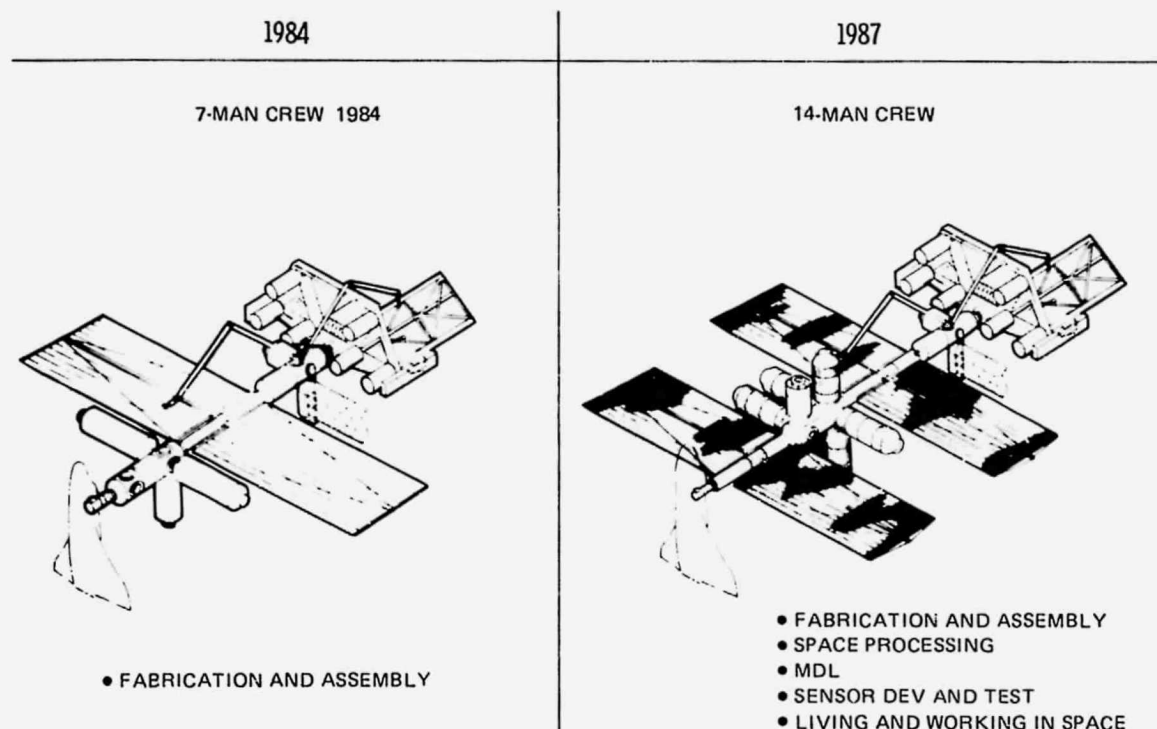 1984
7-MAN CREW 1984
• FABRICATION AND ASSEMBLY
1987
14-MAN CREW
• FABRICATION AND ASSEMBLY
• SPACE PROCESSING
• MDL
• SENSOR DEV AND TEST
• LIVING AND WORKING IN SPACE